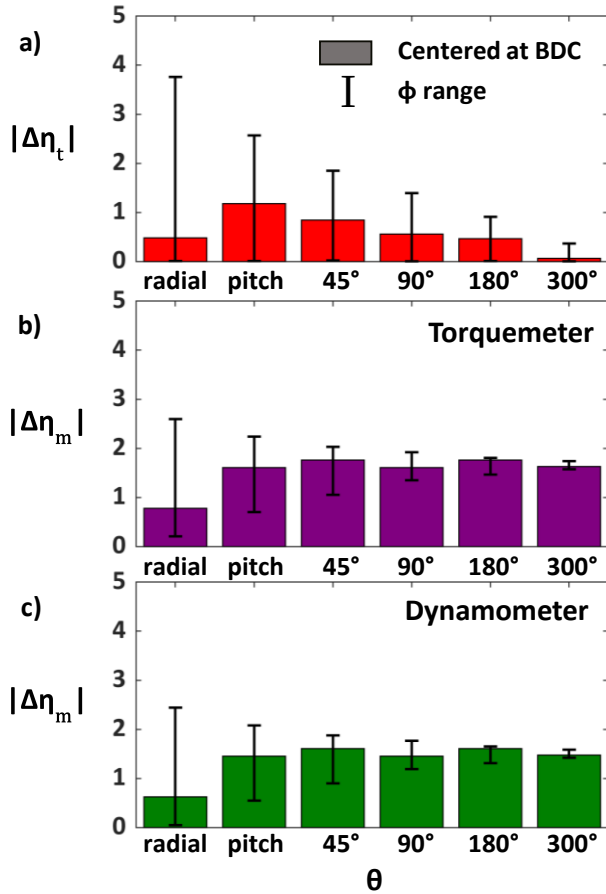 a)
5
4
3
2
1
0
|Δη_t|
Centered at BDC
ϕ range
radial pitch 45° 90° 180° 300°
b)
5
4
3
2
1
0
|Δη_m|
Torquemeter
radial pitch 45° 90° 180° 300°
c)
5
4
3
2
1
0
|Δη_m|
Dynamometer
radial pitch 45° 90° 180° 300°
θ